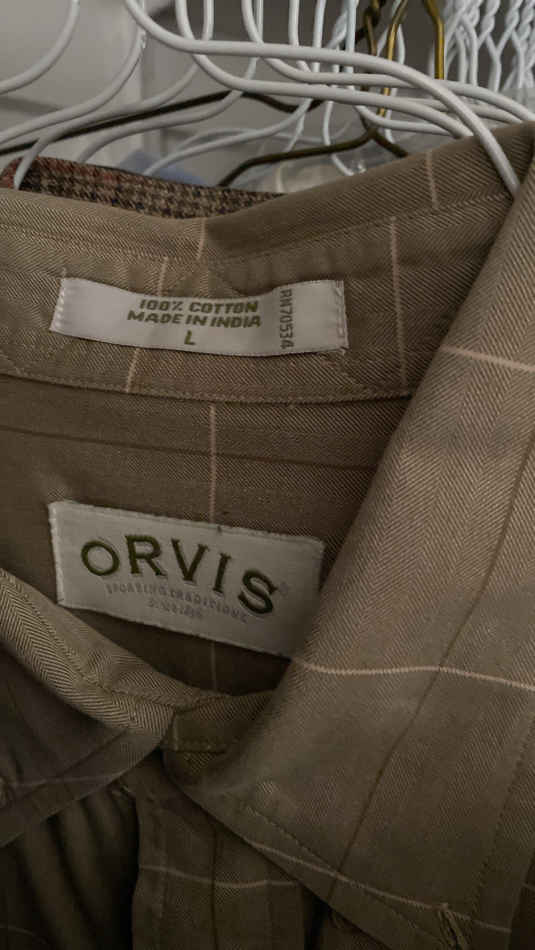 100% COTTON
MADE IN INDIA
L
RN70534
ORVIS
SPORTING TRADITIONS